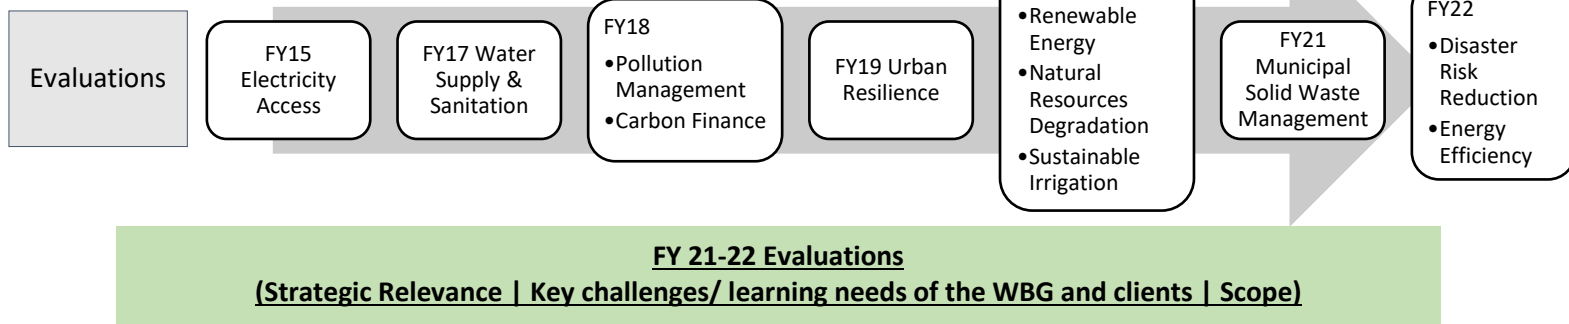 Evaluations
FY15
Electricity
Access
FY17 Water
Supply &
Sanitation
FY18
•Pollution
Management
•Carbon Finance
FY19 Urban
Resilience
•Renewable
Energy
•Natural
Resources
Degradation
•Sustainable
Irrigation
FY21
Municipal
Solid Waste
Management
FY22
•Disaster
Risk
Reduction
•Energy
Efficiency
FY 21-22 Evaluations
(Strategic Relevance | Key challenges/ learning needs of the WBG and clients | Scope)